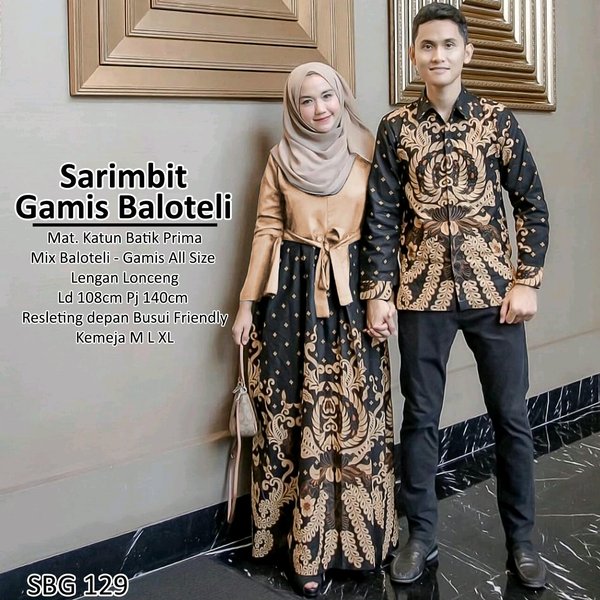 Sarimbit
Gamis Baloteli
Mat. Katun Batik Prima
Mix Baloteli - Gamis All Size
Lengan Lonceng
Ld 108cm Pj 140cm
Resleting depan Busui Friendly
Kemeja M L XL
SBG 129